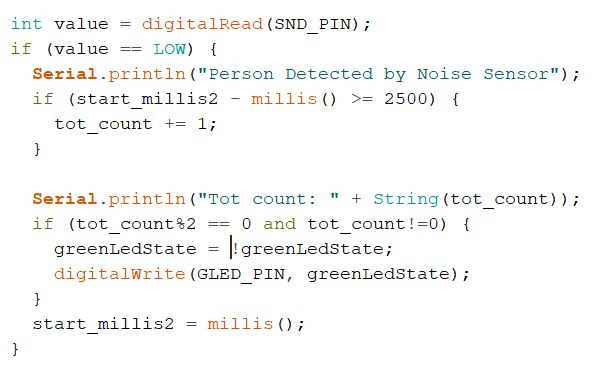 int value = digitalRead(SND_PIN);
if (value == LOW) {
  Serial.println("Person Detected by Noise Sensor");
  if (start_millis2 - millis() >= 2500) {
    tot_count += 1;
  }

  Serial.println("Tot count: " + String(tot_count));
  if (tot_count%2 == 0 and tot_count!=0) {
    greenLedState = !greenLedState;
    digitalWrite(GLED_PIN, greenLedState);
  }
  start_millis2 = millis();
}